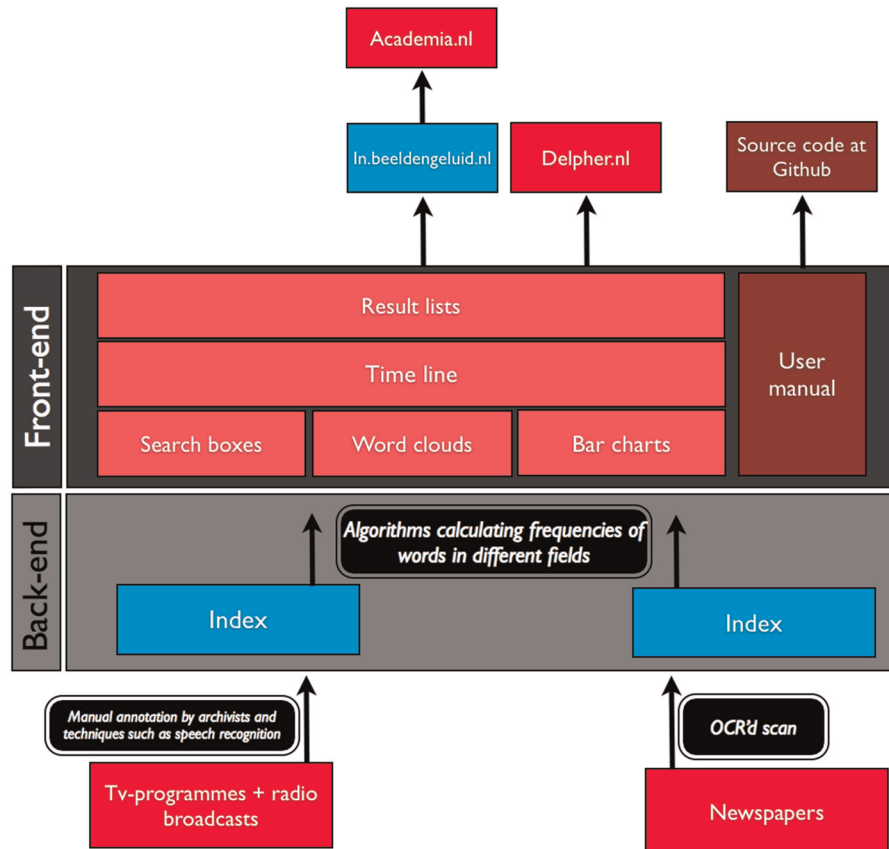 Academia.nl
In.beeldengeluid.nl
Delpher.nl
Source code at
Github
Front-end
Result lists
Time line
Search boxes
Word clouds
Bar charts
User
manual
Back-end
Algorithms calculating frequencies of
words in different fields
Index
Index
Manual annotation by archivists and
techniques such as speech recognition
OCR'd scan
Tv-programmes + radio
broadcasts
Newspapers